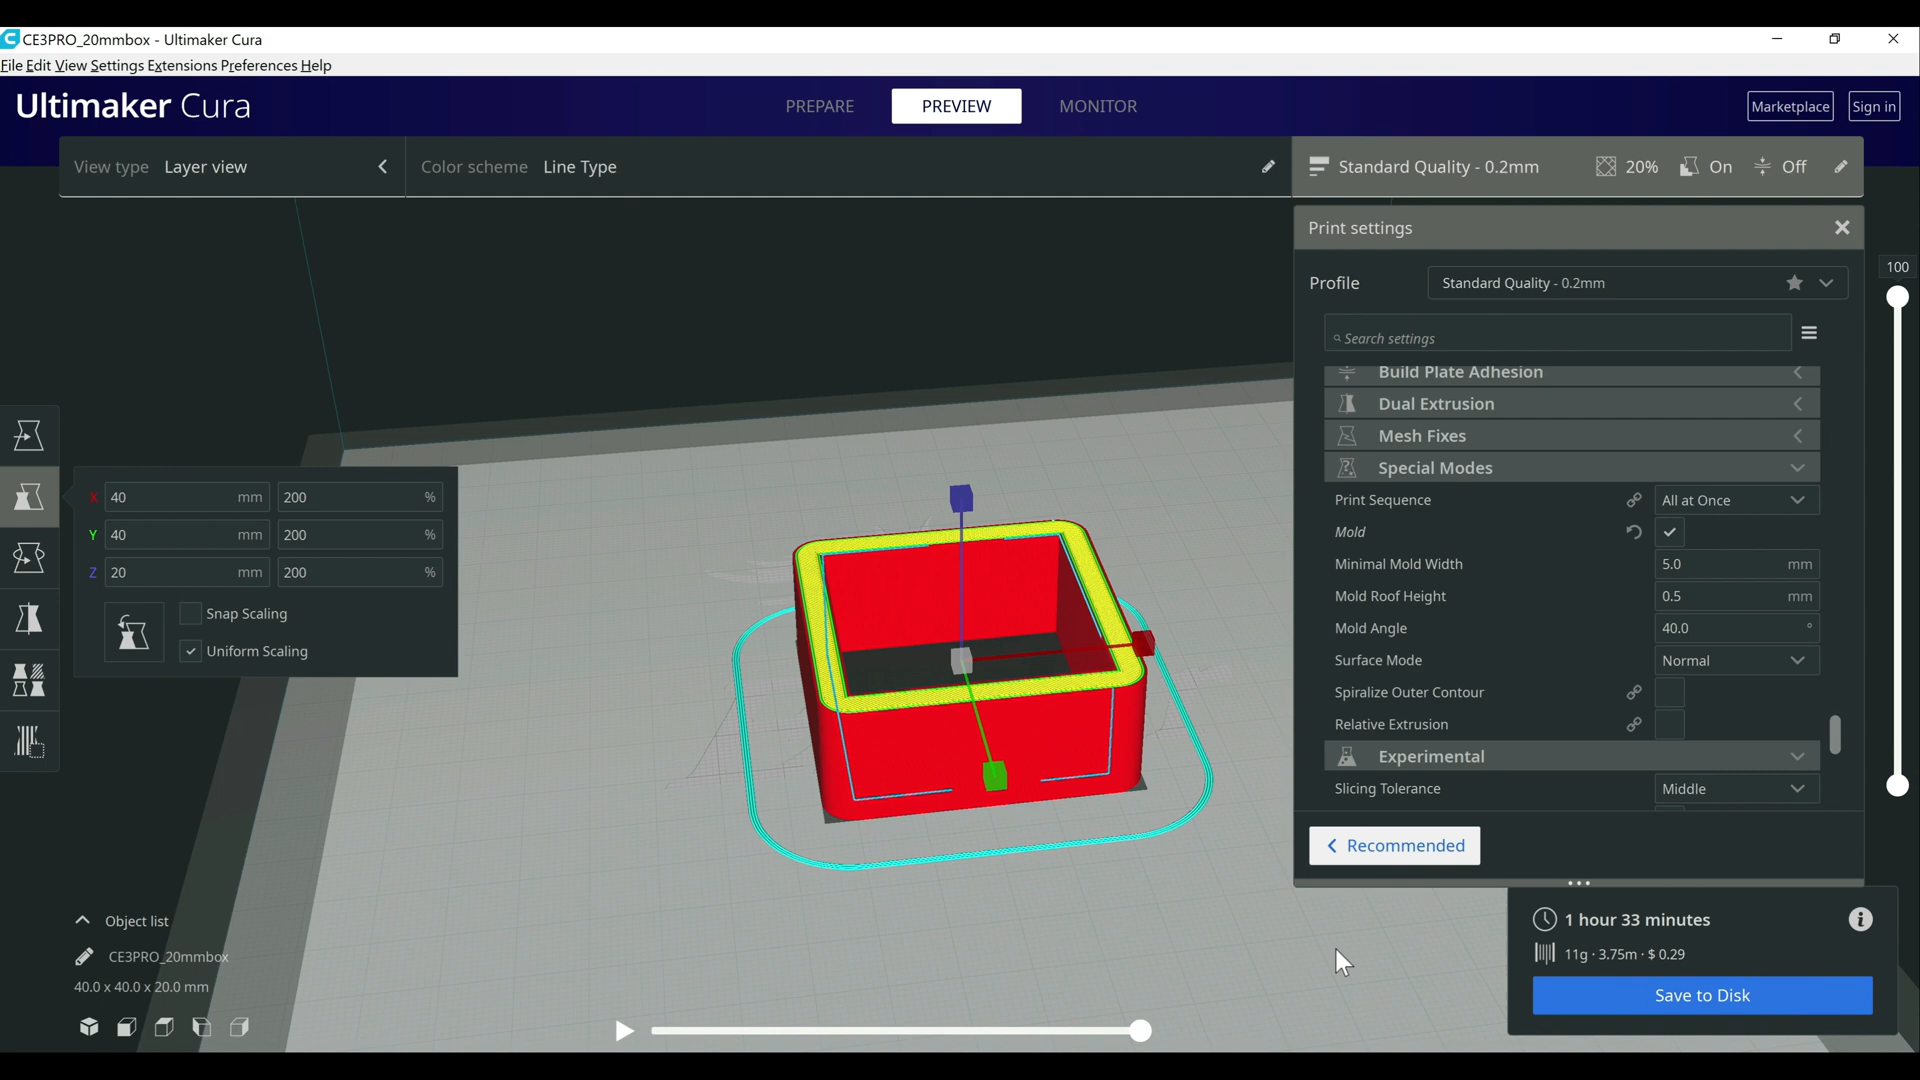 CE3PRO_20mmbox - Ultimaker Cura
File Edit View Settings Extensions Preferences Help
Ultimaker Cura
PREPARE
PREVIEW
MONITOR
Marketplace
Sign in
View type Layer view
Color scheme Line Type
Standard Quality - 0.2mm
20%
On
Off
Print settings
Profile
Standard Quality - 0.2mm
100
Search settings
Build Plate Adhesion
Dual Extrusion
Mesh Fixes
Special Modes
Print Sequence All at Once
Mold
Minimal Mold Width 5.0 mm
Mold Roof Height 0.5 mm
Mold Angle 40.0 °
Surface Mode Normal
Spiralize Outer Contour
Relative Extrusion
Experimental
Slicing Tolerance Middle
Recommended
X 40 mm 200 %
Y 40 mm 200 %
Z 20 mm 200 %
Snap Scaling
Uniform Scaling
Object list
CE3PRO_20mmbox
40.0 x 40.0 x 20.0 mm
1 hour 33 minutes
11g · 3.75m · $ 0.29
Save to Disk